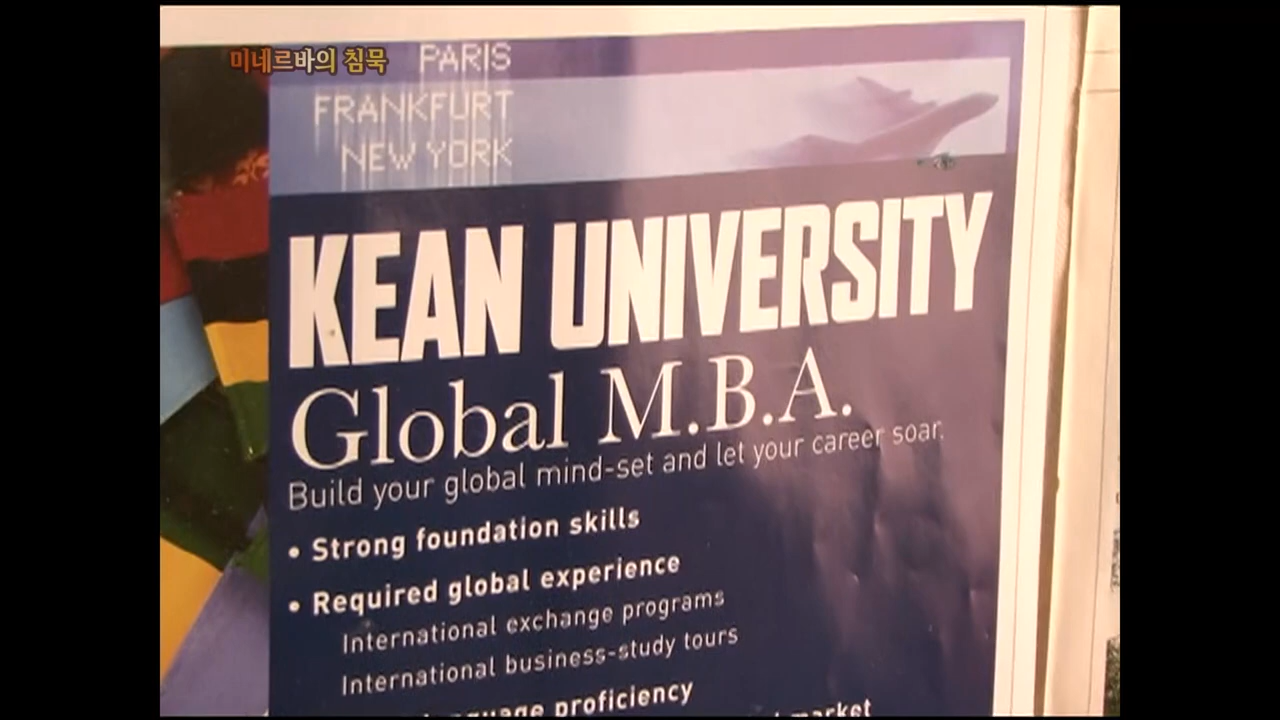 미네르바의 침묵
PARIS
FRANKFURT
NEW YORK
KEAN UNIVERSITY
Global M.B.A.
Build your global mind-set and let your career soar.
• Strong foundation skills
• Required global experience
International exchange programs
International business-study tours
language proficiency
market